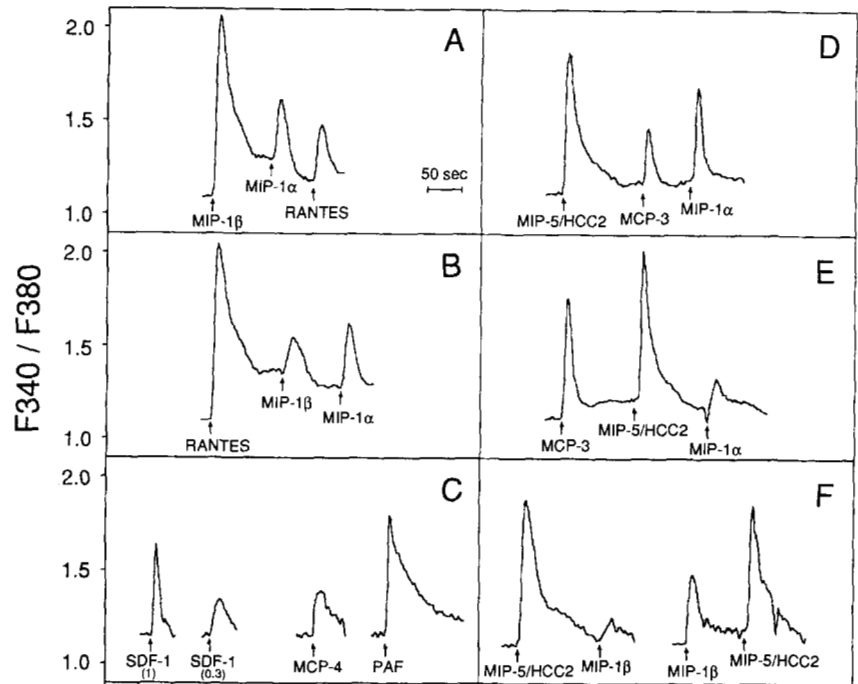 F340 / F380
2.0
1.5
1.0
A
MIP-1β
MiP-1α
RANTES
50 sec
D
MIP-5/HCC2
MCP-3
MIP-1α
2.0
1.5
1.0
B
RANTES
MIP-1β
MIP-1α
E
MCP-3
MIP-5/HCC2
MIP-1α
2.0
1.5
1.0
C
SDF-1
(1)
SDF-1
(0.3)
MCP-4
PAF
F
MIP-5/HCC2
MIP-1β
MIP-1β
MIP-5/HCC2